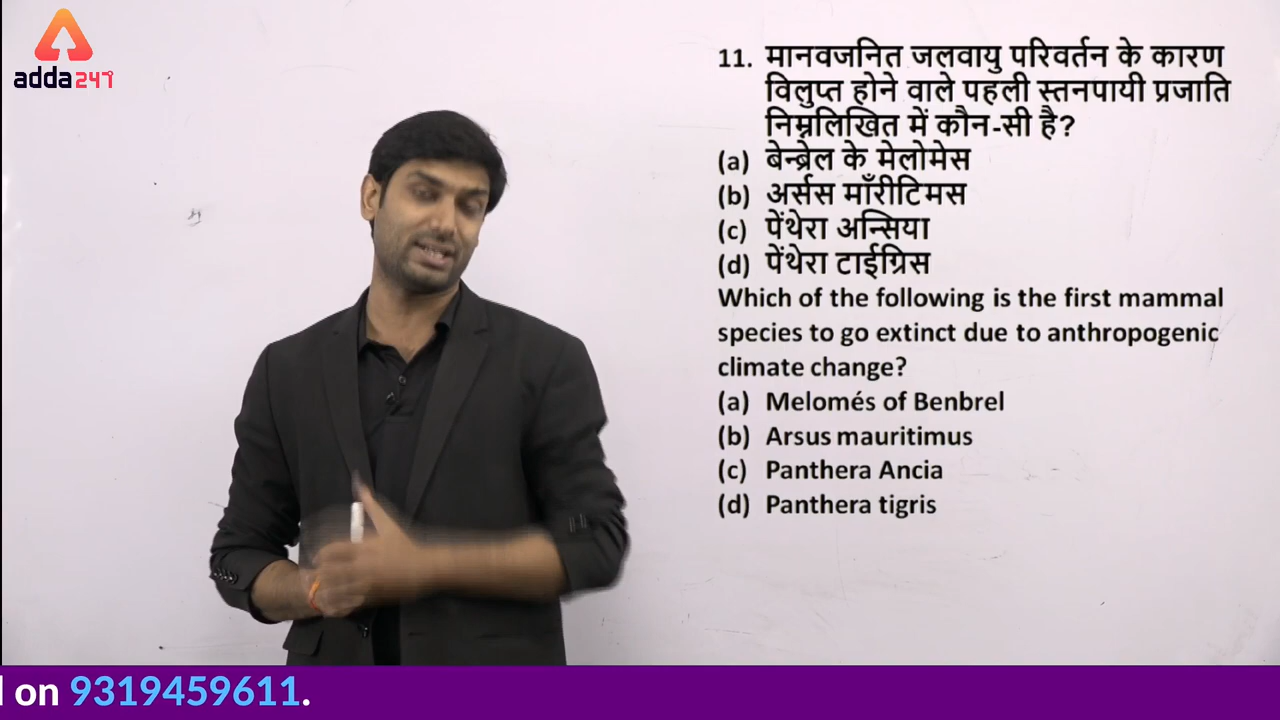 adda247
11. मानवजनित जलवायु परिवर्तन के कारण
विलुप्त होने वाले पहली स्तनपायी प्रजाति
निम्नलिखित में कौन-सी है?
(a) बेन्ब्रेल के मेलोमेस
(b) अर्सस माँरीटिमस
(c) पेंथेरा अन्सिया
(d) पेंथेरा टाईग्रिस
Which of the following is the first mammal
species to go extinct due to anthropogenic
climate change?
(a) Melomés of Benbrel
(b) Arsus mauritimus
(c) Panthera Ancia
(d) Panthera tigris
on 9319459611.